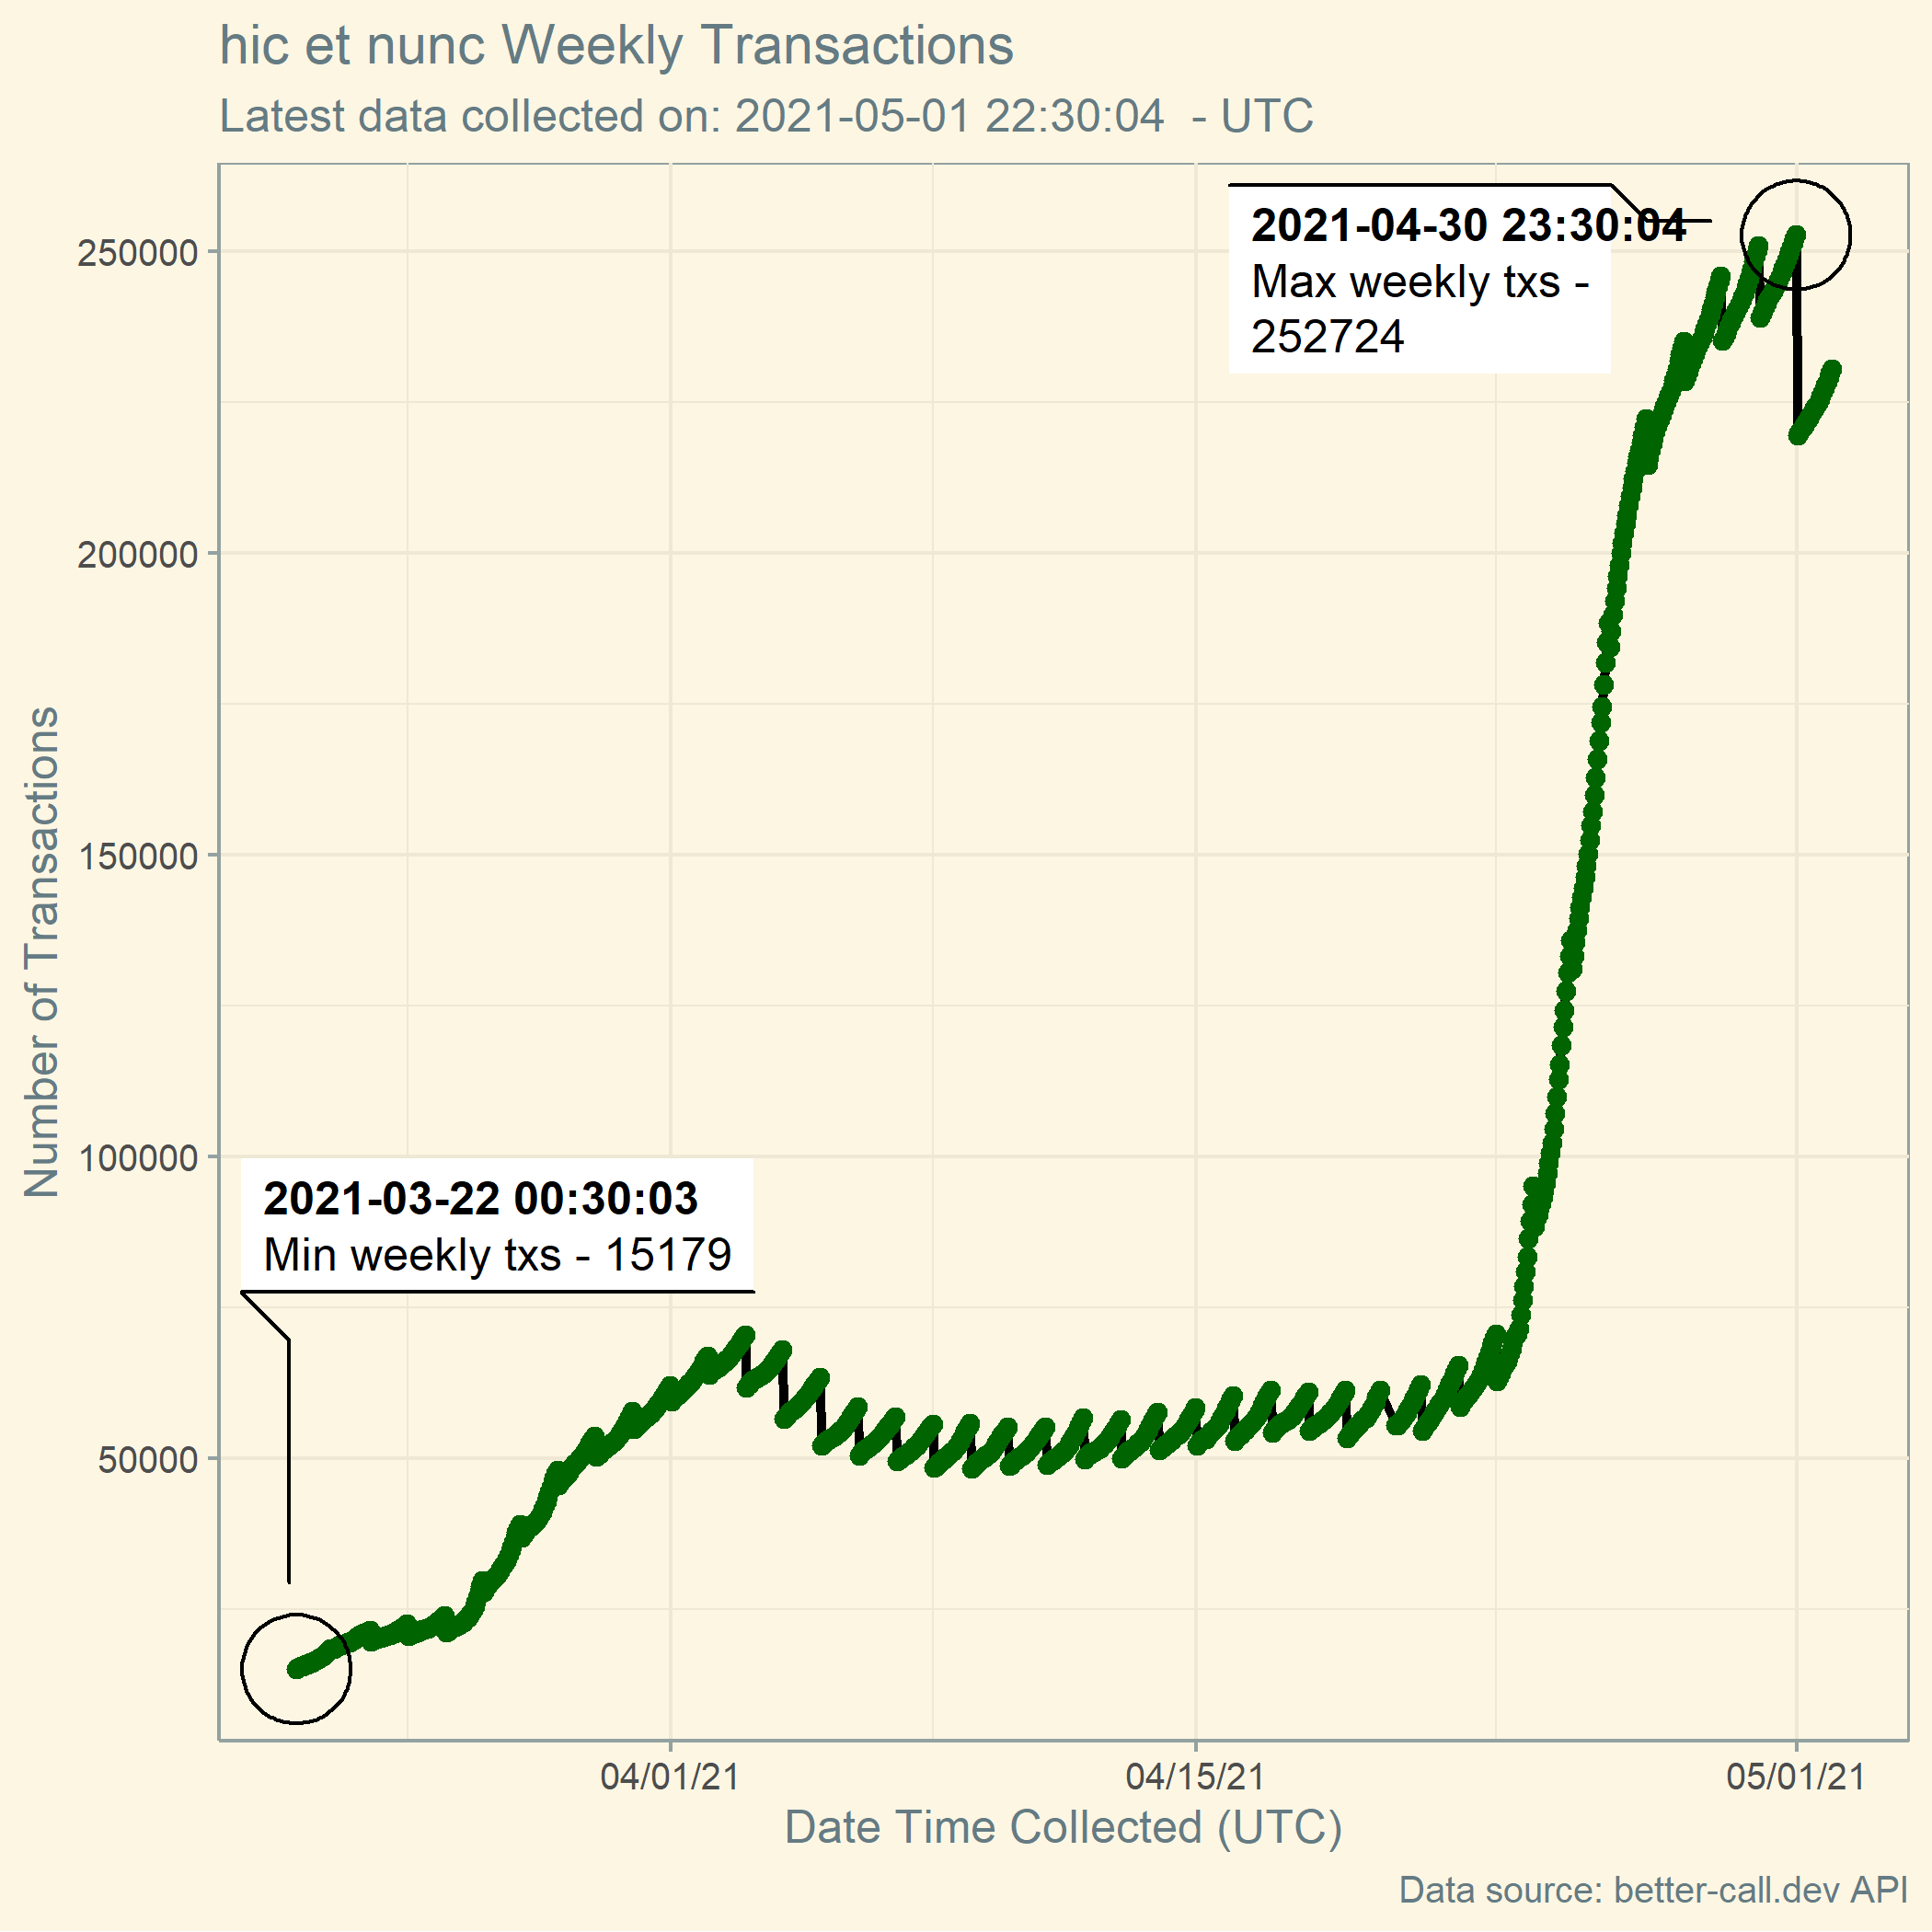 hic et nunc Weekly Transactions
Latest data collected on: 2021-05-01 22:30:04  - UTC
2021-04-30 23:30:04
Max weekly txs -
252724
2021-03-22 00:30:03
Min weekly txs - 15179
Number of Transactions
250000
200000
150000
100000
50000
04/01/21
04/15/21
05/01/21
Date Time Collected (UTC)
Data source: better-call.dev API